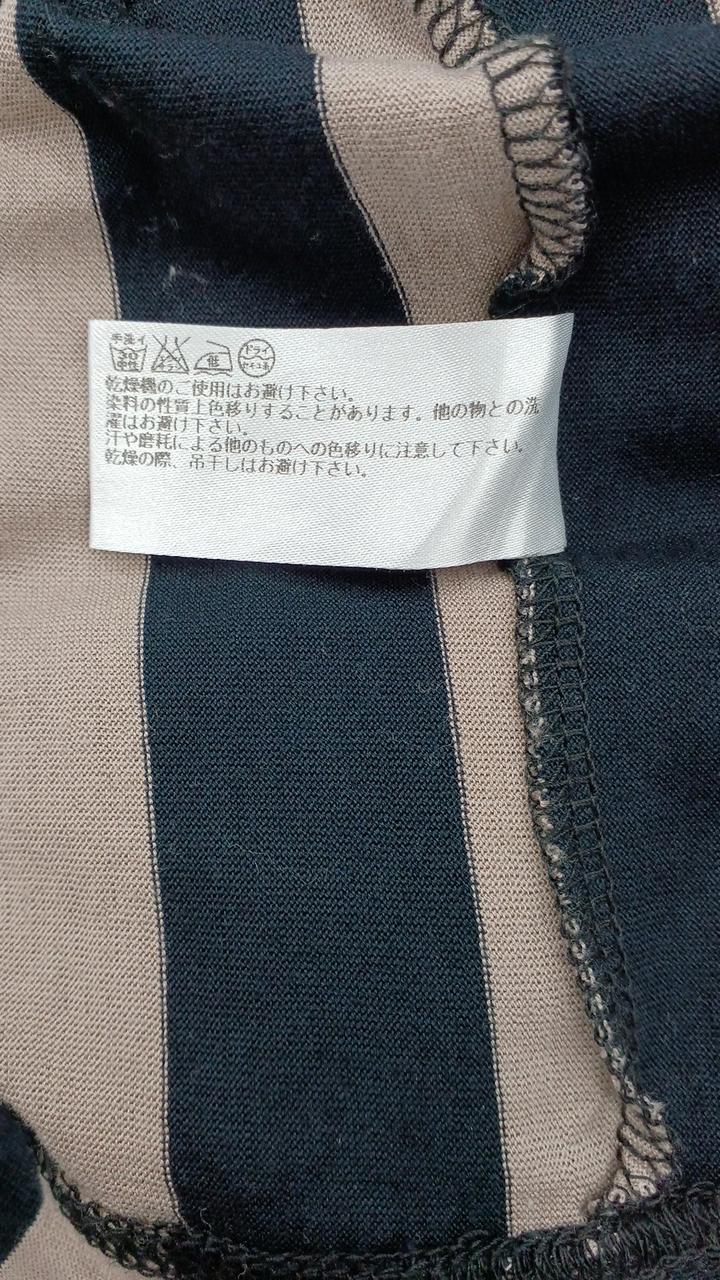 手洗イ 30 中性 低 ドライ セキユ系
乾燥機のご使用はお避け下さい。
染料の性質上色移りすることがあります。他の物との洗
濯はお避け下さい。
汗や磨耗による他のものへの色移りに注意して下さい。
乾燥の際、吊干しはお避け下さい。